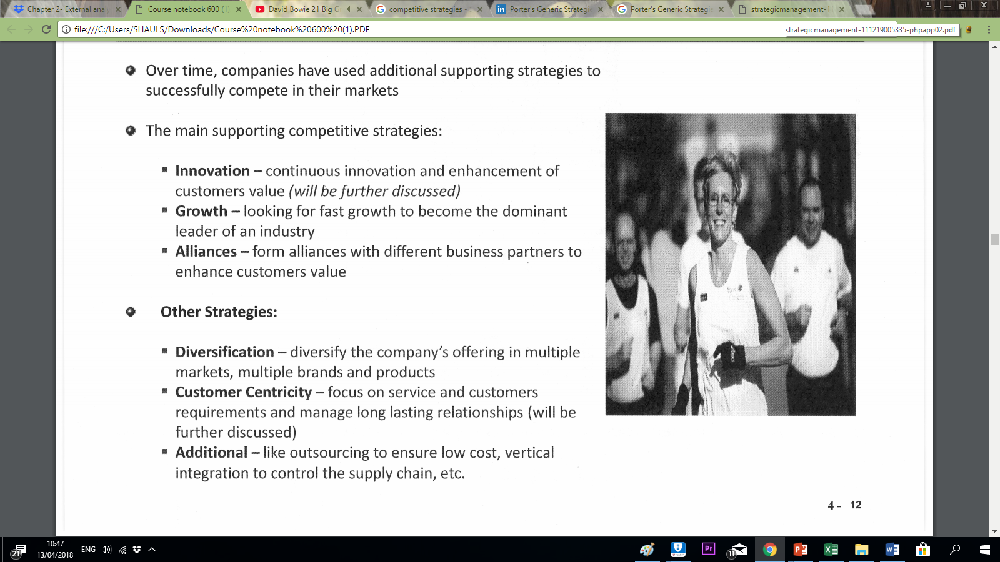 Chapter 2- External anal
Course notebook 600 (1)
David Bowie 21 Big G
competitive strategies -
Porter's Generic Strategie
Porter's Generic Strategie
strategicmanagement-1
file:///C:/Users/SHAULS/Downloads/Course%20notebook%20600%20(1).PDF
strategicmanagement-111219005335-phpapp02.pdf
Over time, companies have used additional supporting strategies to
successfully compete in their markets
The main supporting competitive strategies:
Innovation – continuous innovation and enhancement of
customers value (will be further discussed)
Growth – looking for fast growth to become the dominant
leader of an industry
Alliances – form alliances with different business partners to
enhance customers value
Other Strategies:
Diversification – diversify the company's offering in multiple
markets, multiple brands and products
Customer Centricity – focus on service and customers
requirements and manage long lasting relationships (will be
further discussed)
Additional – like outsourcing to ensure low cost, vertical
integration to control the supply chain, etc.
4 - 12
21
10:47
13/04/2018
ENG
Pr
11